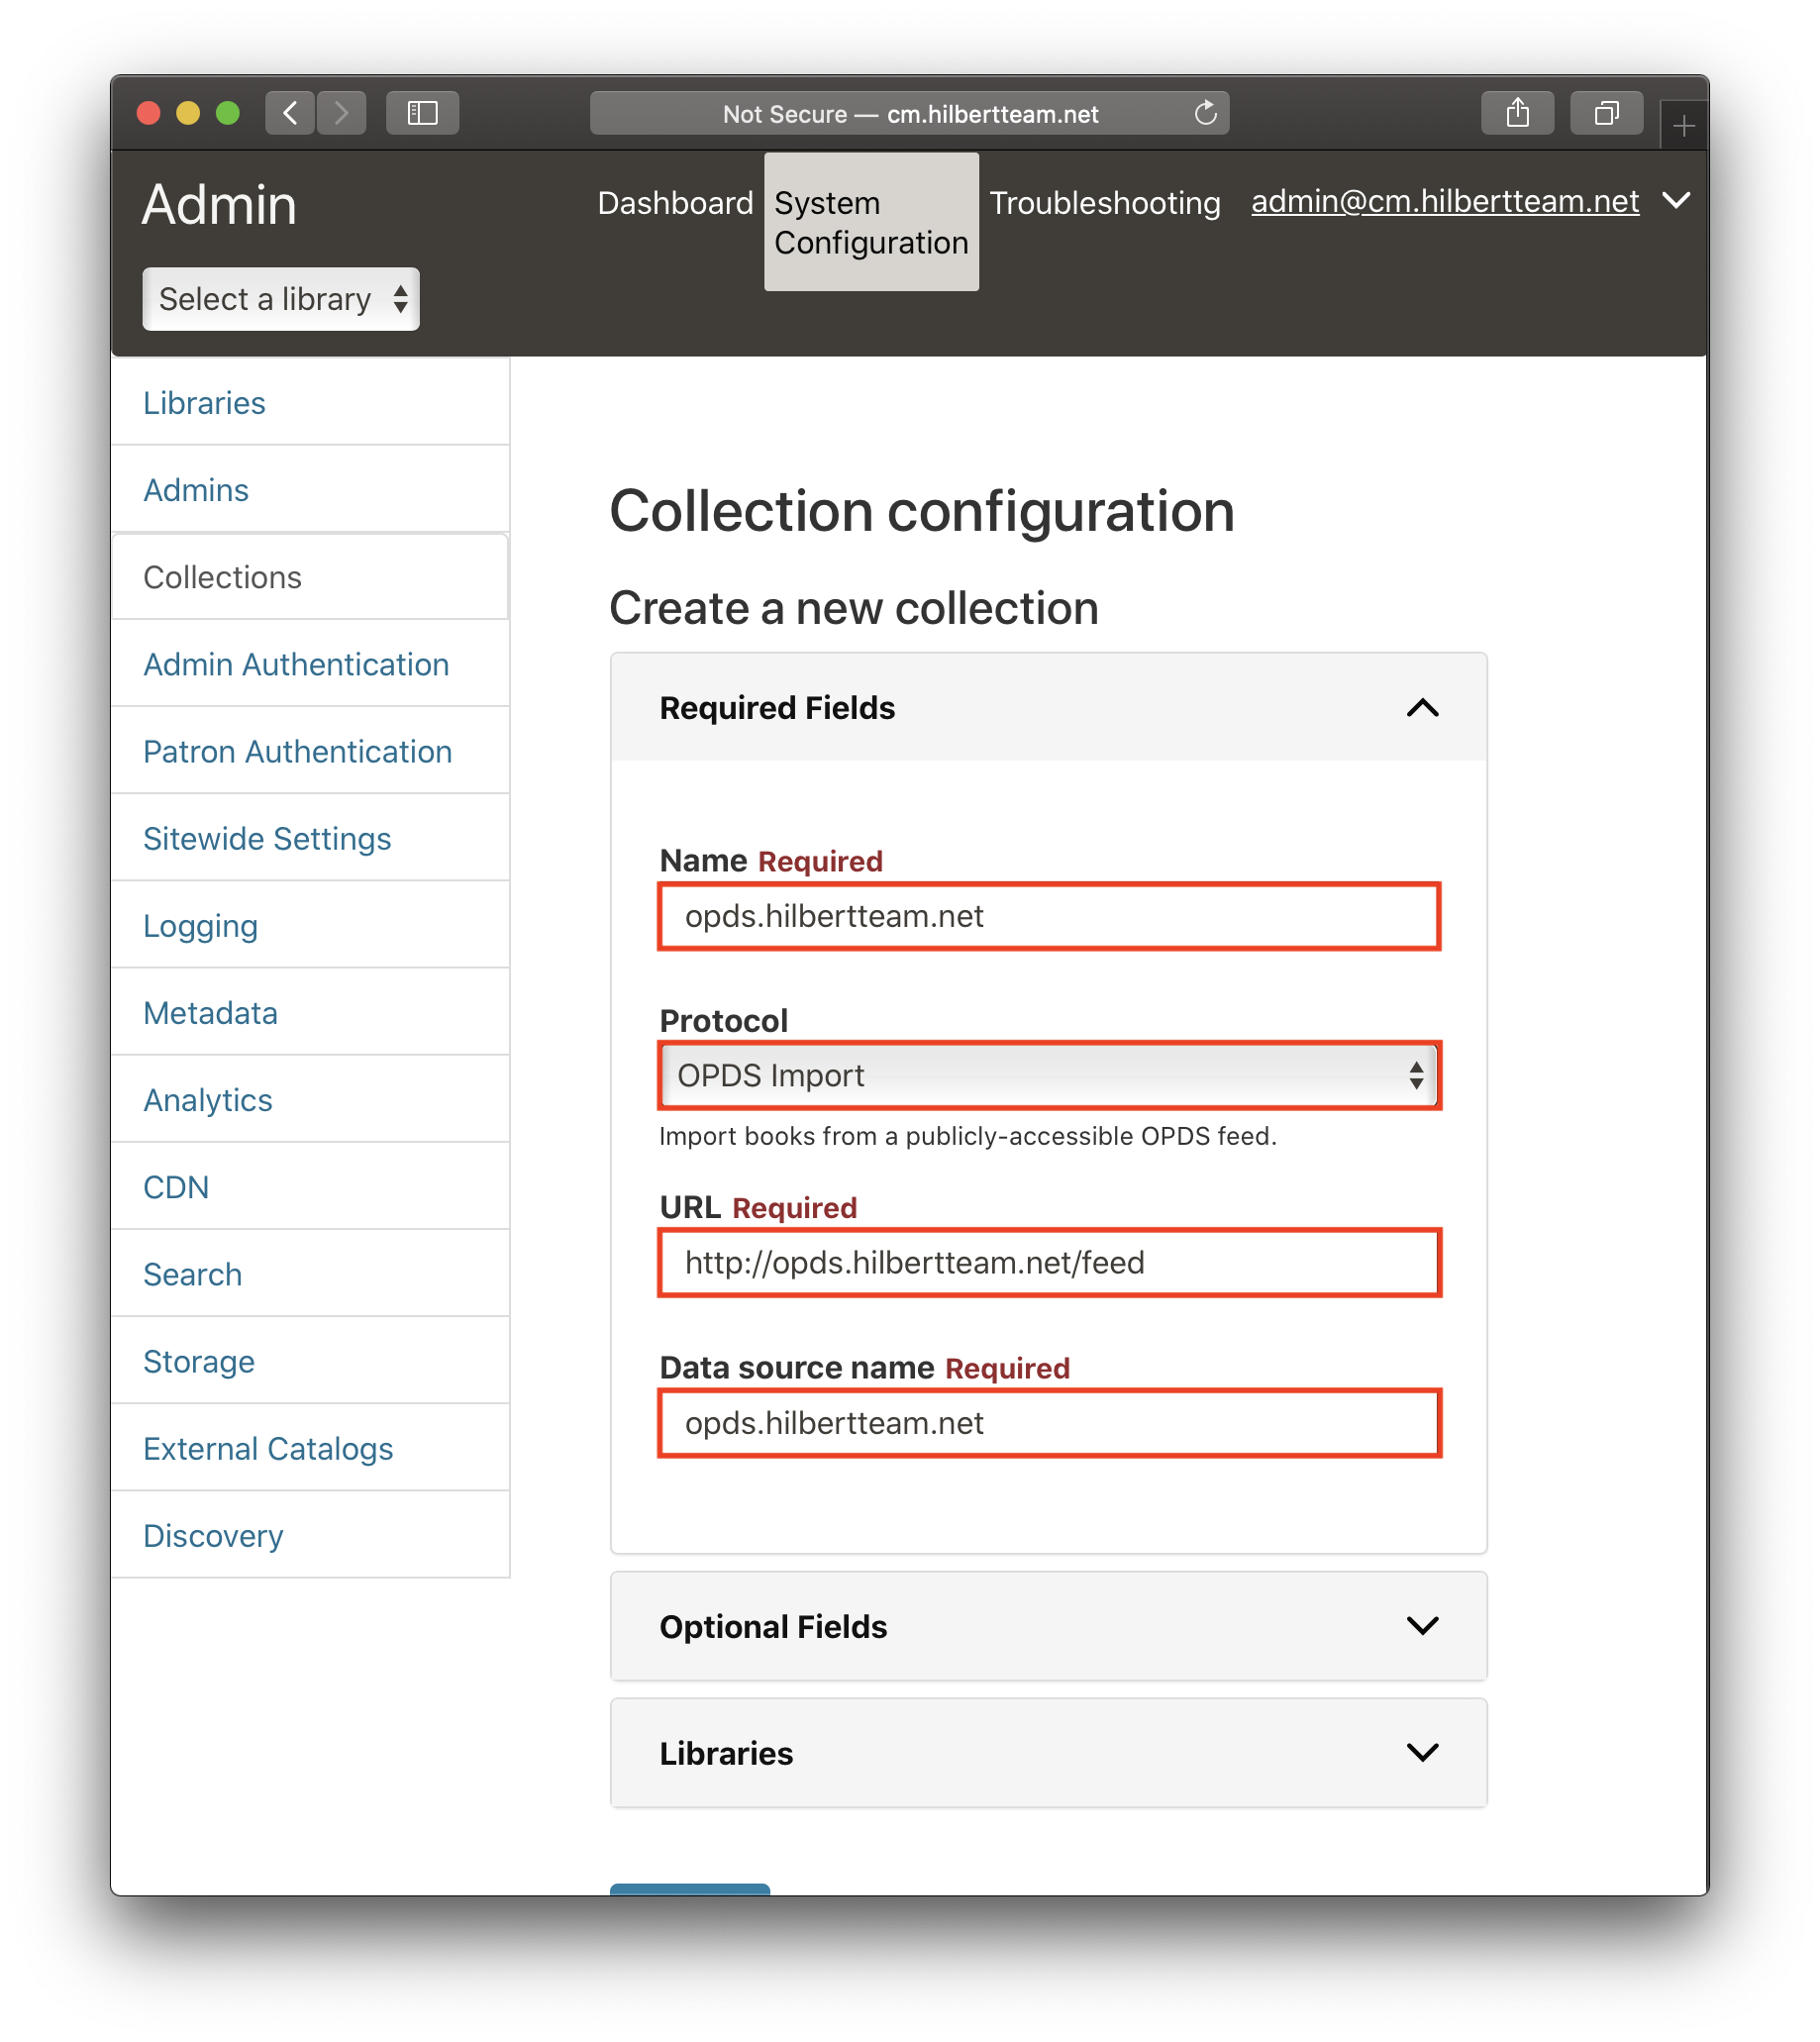 Not Secure — cm.hilbertteam.net
Admin
Dashboard
System
Configuration
Troubleshooting
admin@cm.hilbertteam.net
Select a library
Libraries
Admins
Collections
Admin Authentication
Patron Authentication
Sitewide Settings
Logging
Metadata
Analytics
CDN
Search
Storage
External Catalogs
Discovery
Collection configuration
Create a new collection
Required Fields
Name Required
opds.hilbertteam.net
Protocol
OPDS Import
Import books from a publicly-accessible OPDS feed.
URL Required
http://opds.hilbertteam.net/feed
Data source name Required
opds.hilbertteam.net
Optional Fields
Libraries